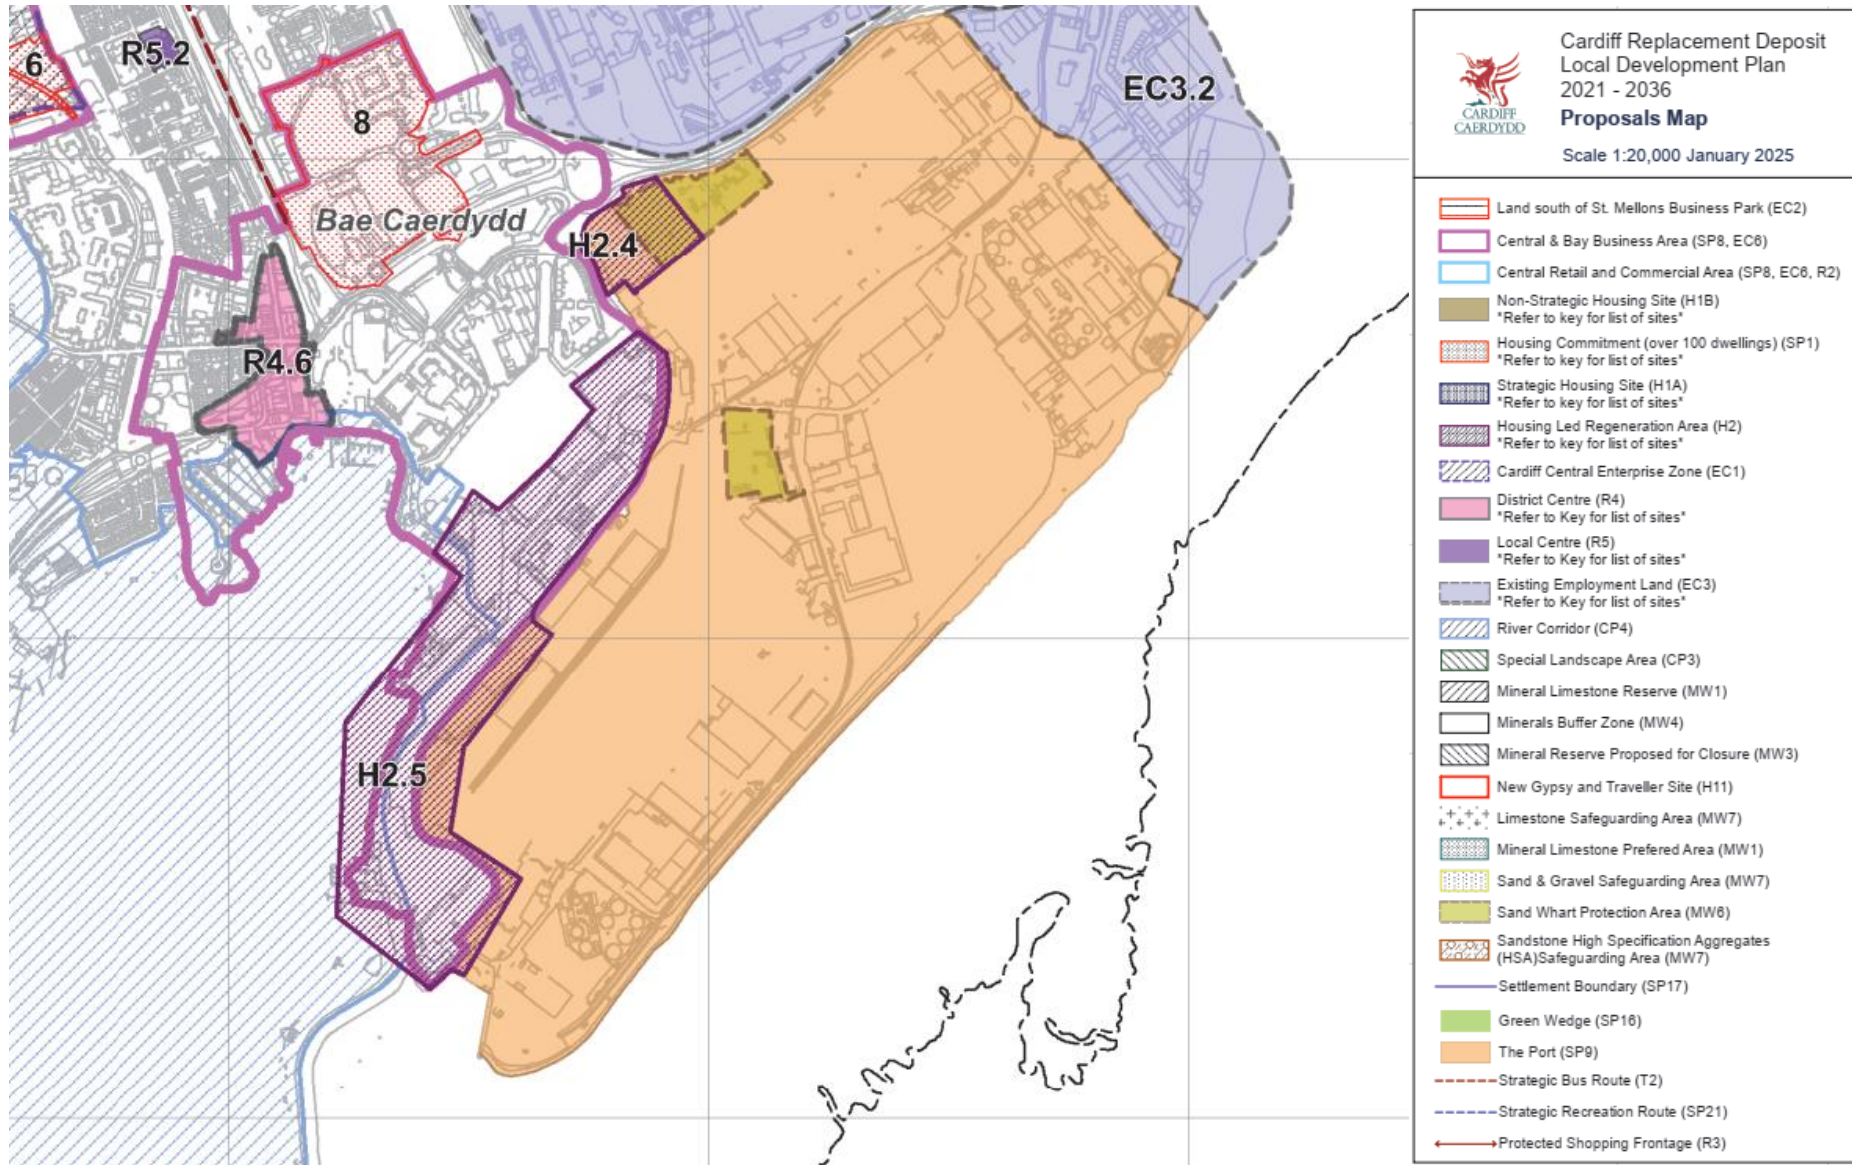 R5.2
6
8
EC3.2
Bae Caerdydd
H2.4
R4.6
H2.5
CARDIFF
CAERDYDD
Cardiff Replacement Deposit
Local Development Plan
2021 - 2036
Proposals Map
Scale 1:20,000 January 2025
Land south of St. Mellons Business Park (EC2)
Central & Bay Business Area (SP8, EC6)
Central Retail and Commercial Area (SP8, EC6, R2)
Non-Strategic Housing Site (H1B)
*Refer to key for list of sites*
Housing Commitment (over 100 dwellings) (SP1)
*Refer to key for list of sites*
Strategic Housing Site (H1A)
*Refer to key for list of sites*
Housing Led Regeneration Area (H2)
*Refer to key for list of sites*
Cardiff Central Enterprise Zone (EC1)
District Centre (R4)
*Refer to Key for list of sites*
Local Centre (R5)
*Refer to Key for list of sites*
Existing Employment Land (EC3)
*Refer to Key for list of sites*
River Corridor (CP4)
Special Landscape Area (CP3)
Mineral Limestone Reserve (MW1)
Minerals Buffer Zone (MW4)
Mineral Reserve Proposed for Closure (MW3)
New Gypsy and Traveller Site (H11)
Limestone Safeguarding Area (MW7)
Mineral Limestone Prefered Area (MW1)
Sand & Gravel Safeguarding Area (MW7)
Sand Whart Protection Area (MW6)
Sandstone High Specification Aggregates
(HSA)Safeguarding Area (MW7)
Settlement Boundary (SP17)
Green Wedge (SP16)
The Port (SP9)
Strategic Bus Route (T2)
Strategic Recreation Route (SP21)
Protected Shopping Frontage (R3)